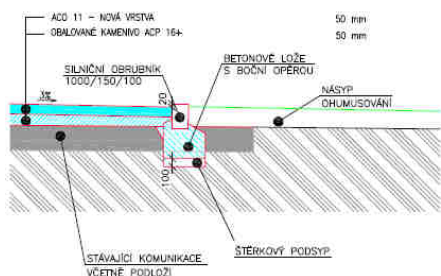 ACO 11 - NOVÁ VRSTVA 50 mm
OBALOVANÉ KAMENIVO ACP 16+ 50 mm
SILNIČNÍ OBRUBNÍK
1000/150/100
BETONOVÉ LOŽE
S BOČNÍ OPĚROU
20
NÁSYP
OHUMUSOVÁNÍ
100
STÁVAJÍCÍ KOMUNIKACE
VČETNĚ PODLOŽÍ
ŠTĚRKOVÝ PODSYP